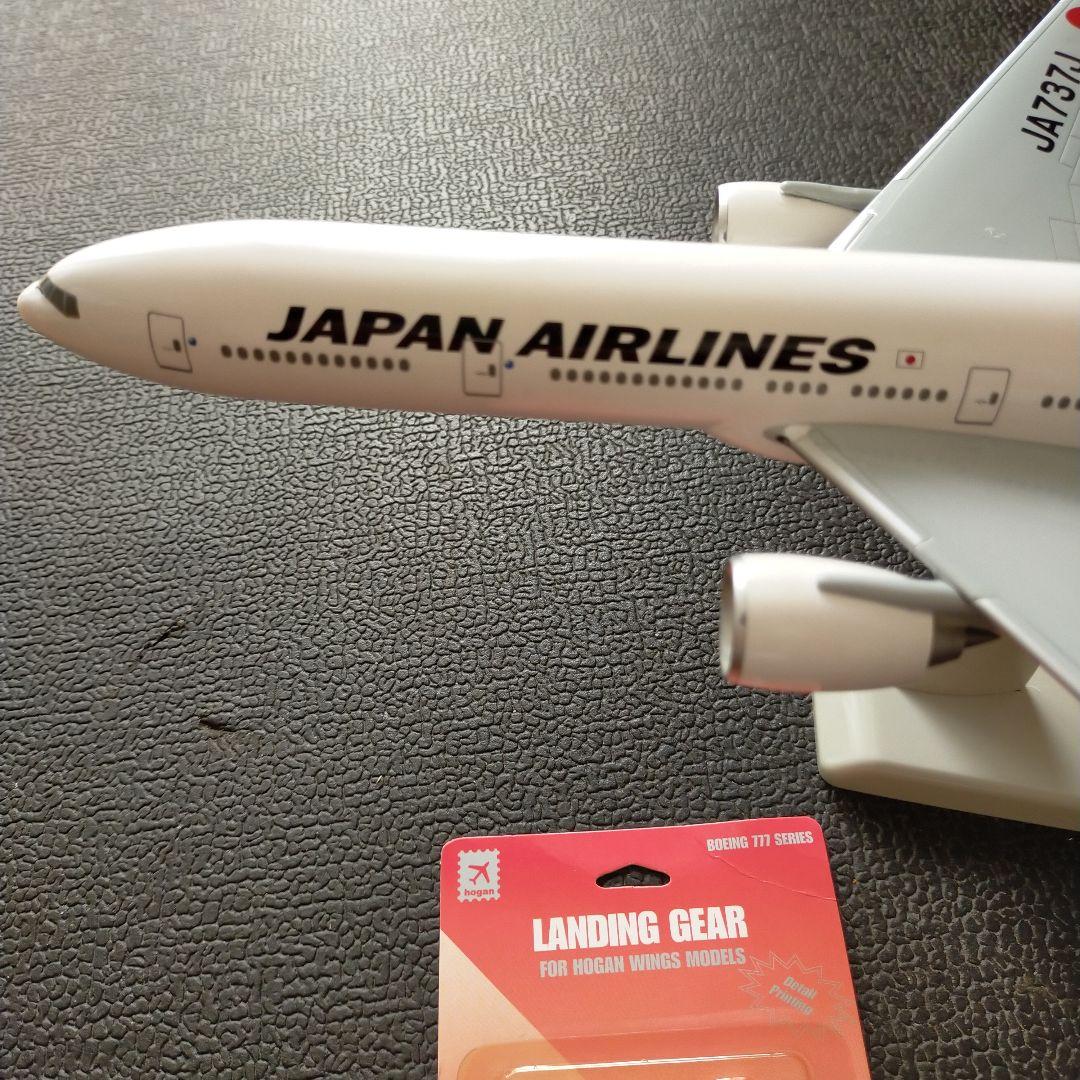 JA737J
JAPAN AIRLINES
BOEING 777 SERIES
hogan
LANDING GEAR
FOR HOGAN WINGS MODELS
Detail
Printing